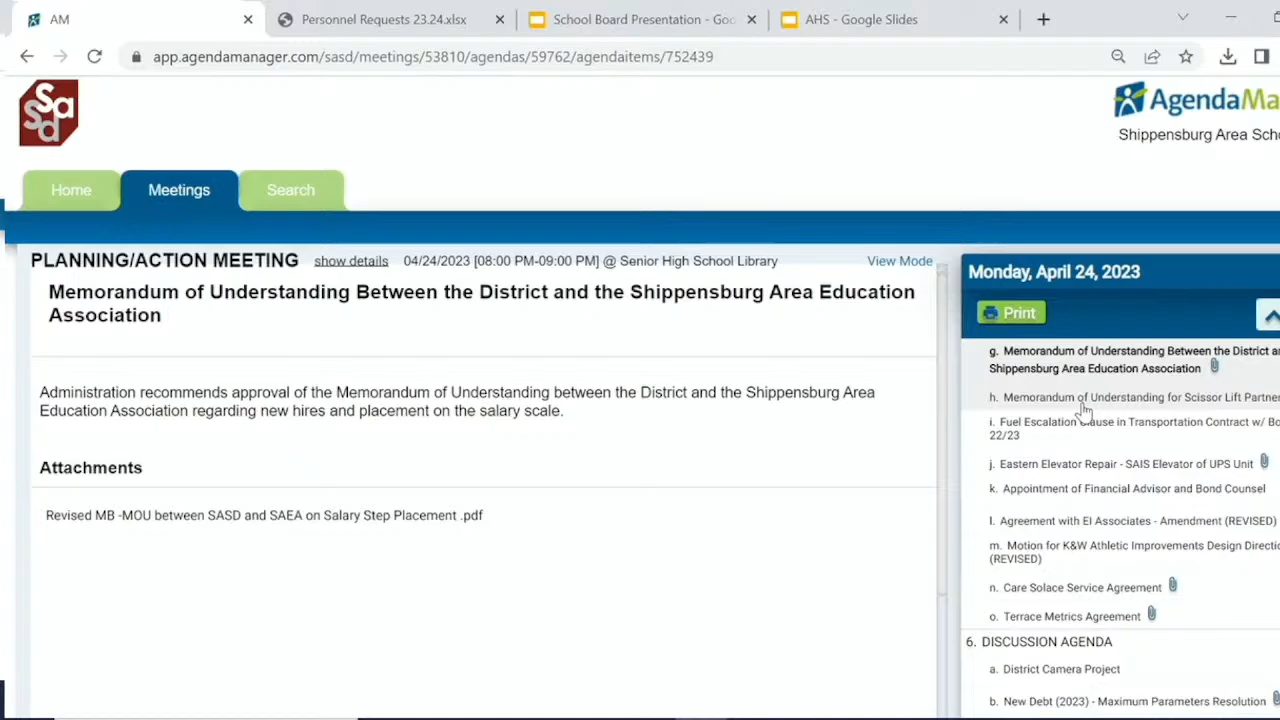 AM
Personnel Requests 23.24.xlsx
School Board Presentation - Goo
AHS - Google Slides
app.agendamanager.com/sasd/meetings/53810/agendas/59762/agendaitems/752439
Sa
Sd
AgendaMa
Shippensburg Area Scho
Home
Meetings
Search
PLANNING/ACTION MEETING show details 04/24/2023 [08:00 PM-09:00 PM] @ Senior High School Library View Mode
Memorandum of Understanding Between the District and the Shippensburg Area Education
Association
Administration recommends approval of the Memorandum of Understanding between the District and the Shippensburg Area
Education Association regarding new hires and placement on the salary scale.
Attachments
Revised MB -MOU between SASD and SAEA on Salary Step Placement .pdf
Monday, April 24, 2023
Print
g. Memorandum of Understanding Between the District an
Shippensburg Area Education Association
h. Memorandum of Understanding for Scissor Lift Partner
i. Fuel Escalation Clause in Transportation Contract w/ Bo
22/23
j. Eastern Elevator Repair - SAIS Elevator of UPS Unit
k. Appointment of Financial Advisor and Bond Counsel
l. Agreement with EI Associates - Amendment (REVISED)
m. Motion for K&W Athletic Improvements Design Directio
(REVISED)
n. Care Solace Service Agreement
o. Terrace Metrics Agreement
6. DISCUSSION AGENDA
a. District Camera Project
b. New Debt (2023) - Maximum Parameters Resolution